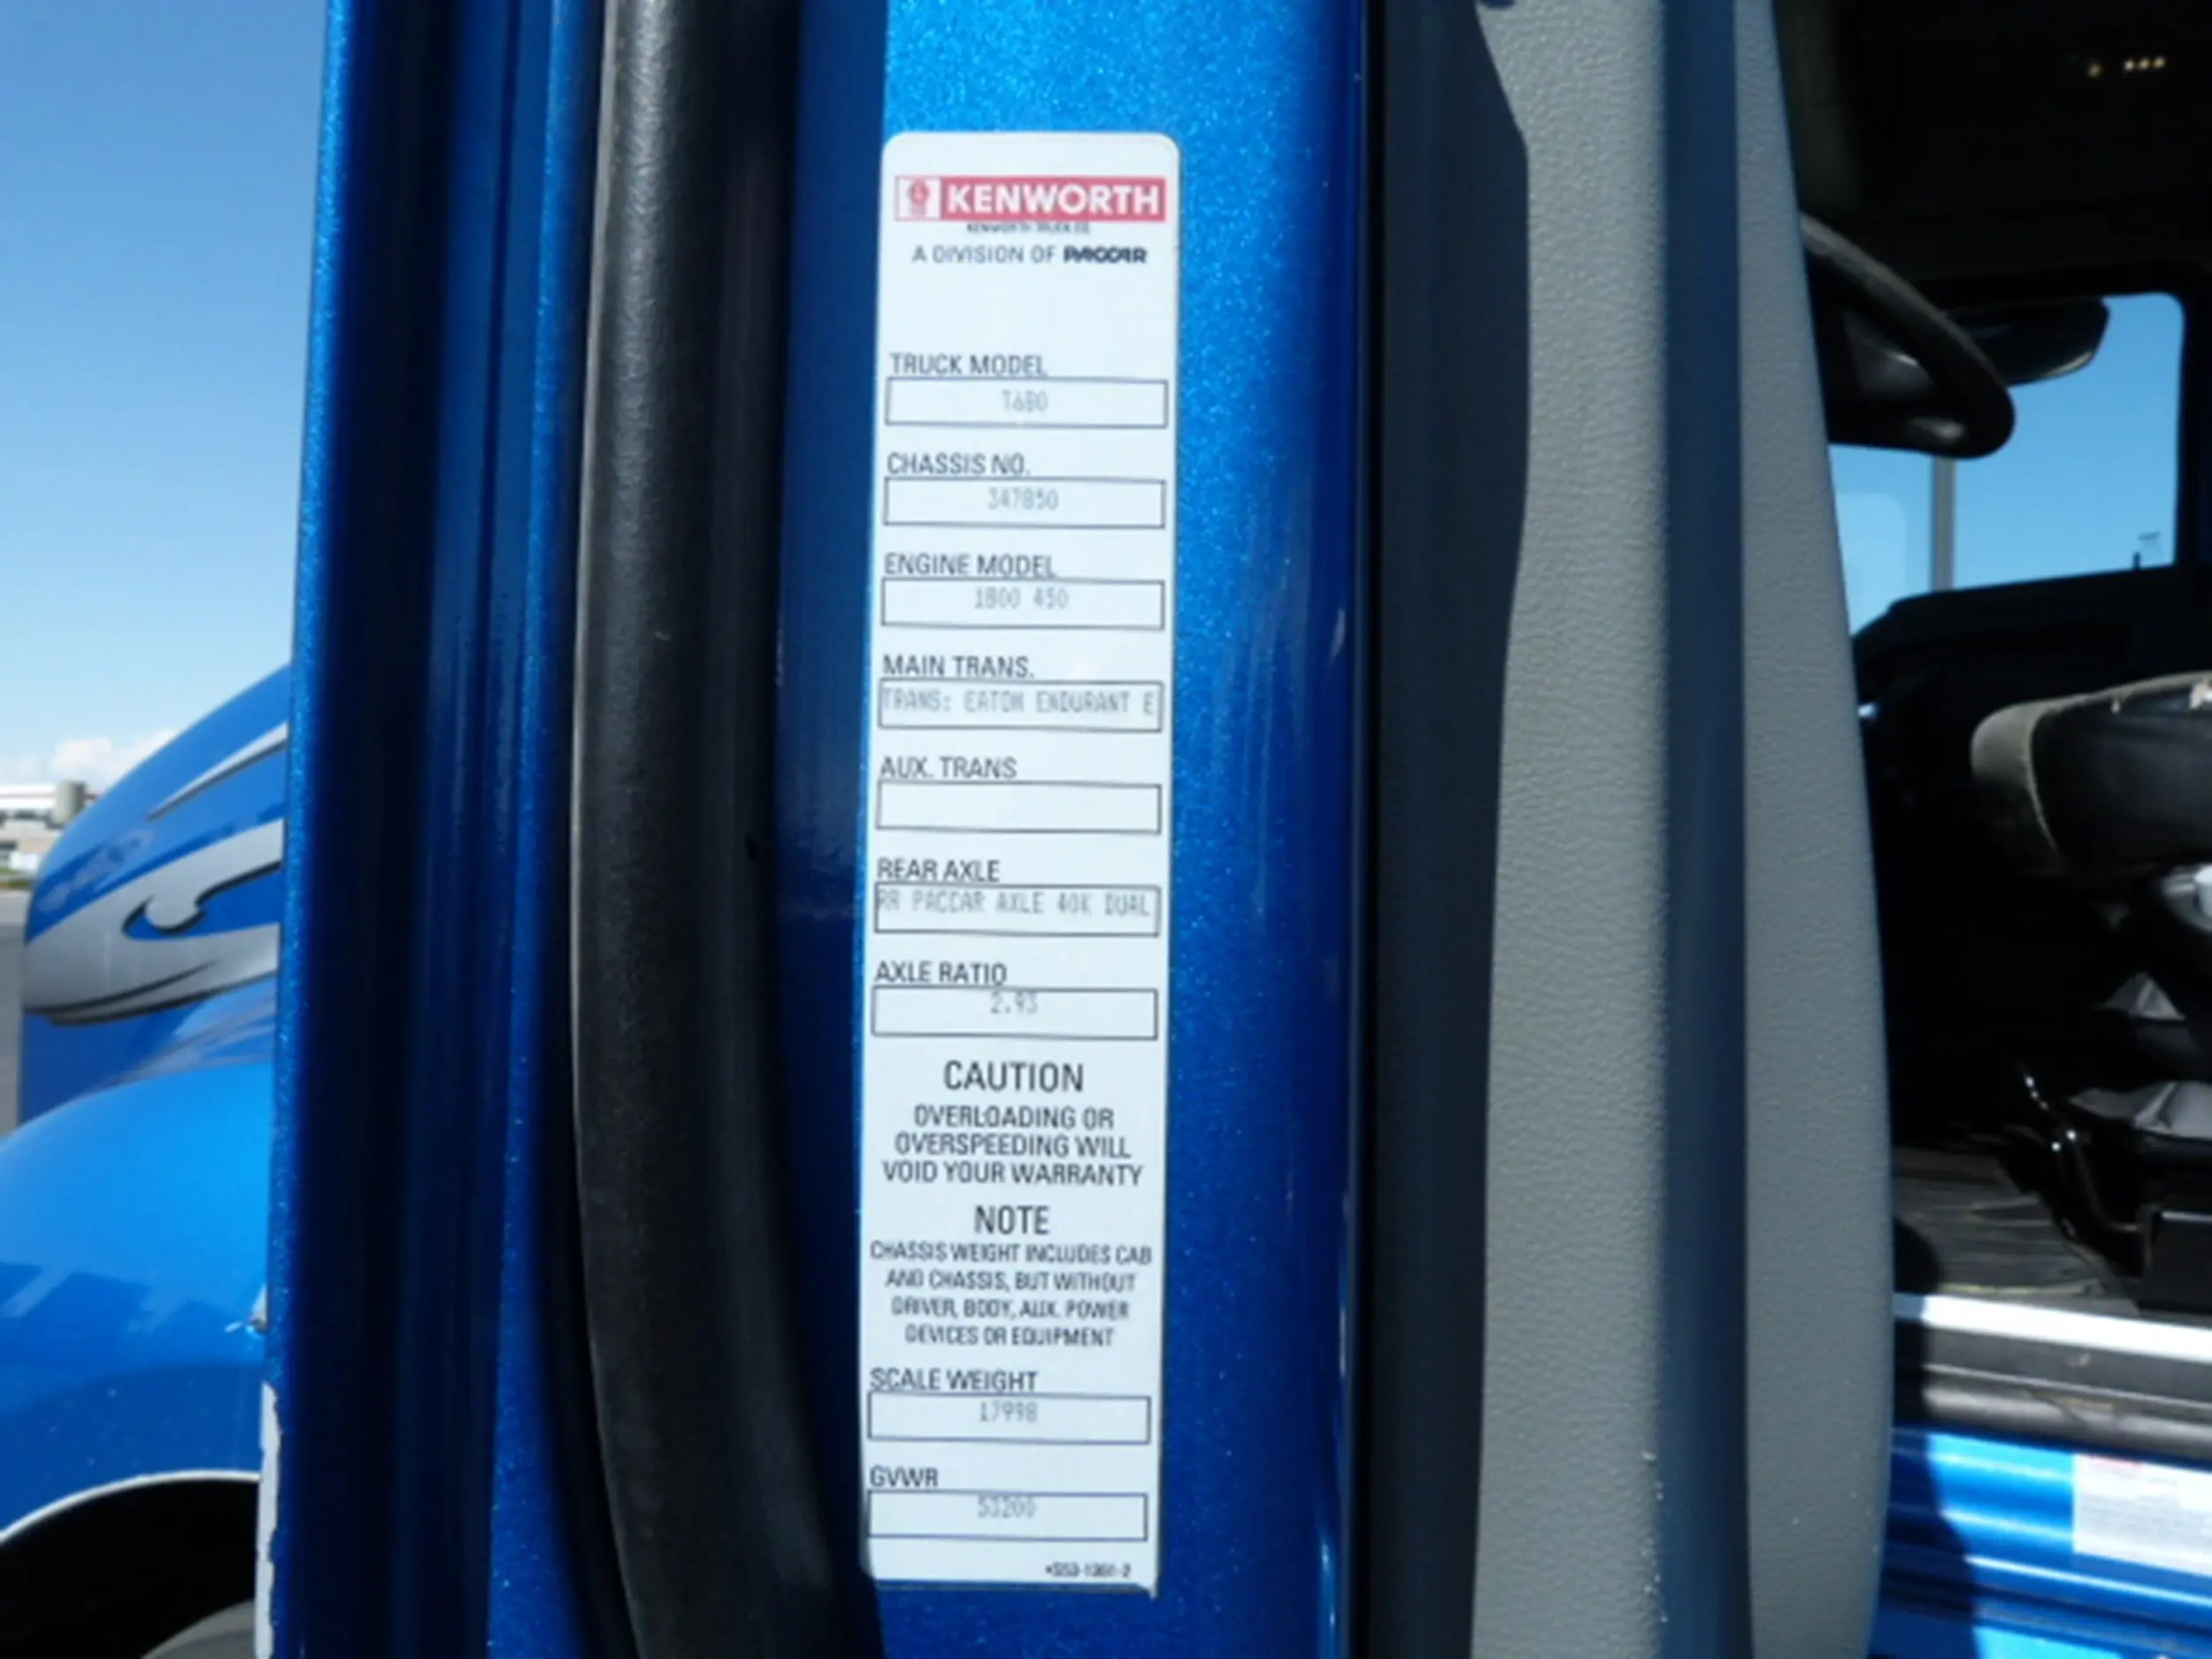 KENWORTH
KENWORTH TRUCK CO.
A DIVISION OF PACCAR
TRUCK MODEL
T680
CHASSIS NO.
347850
ENGINE MODEL
1800 450
MAIN TRANS.
TRANS: EATON ENDURANT E
AUX. TRANS
REAR AXLE
RR PACCAR AXLE 40K DUAL
AXLE RATIO
2.93
CAUTION
OVERLOADING OR
OVERSPEEDING WILL
VOID YOUR WARRANTY
NOTE
CHASSIS WEIGHT INCLUDES CAB
AND CHASSIS, BUT WITHOUT
DRIVER, BODY, AUX. POWER
DEVICES OR EQUIPMENT
SCALE WEIGHT
17998
GVWR
53200